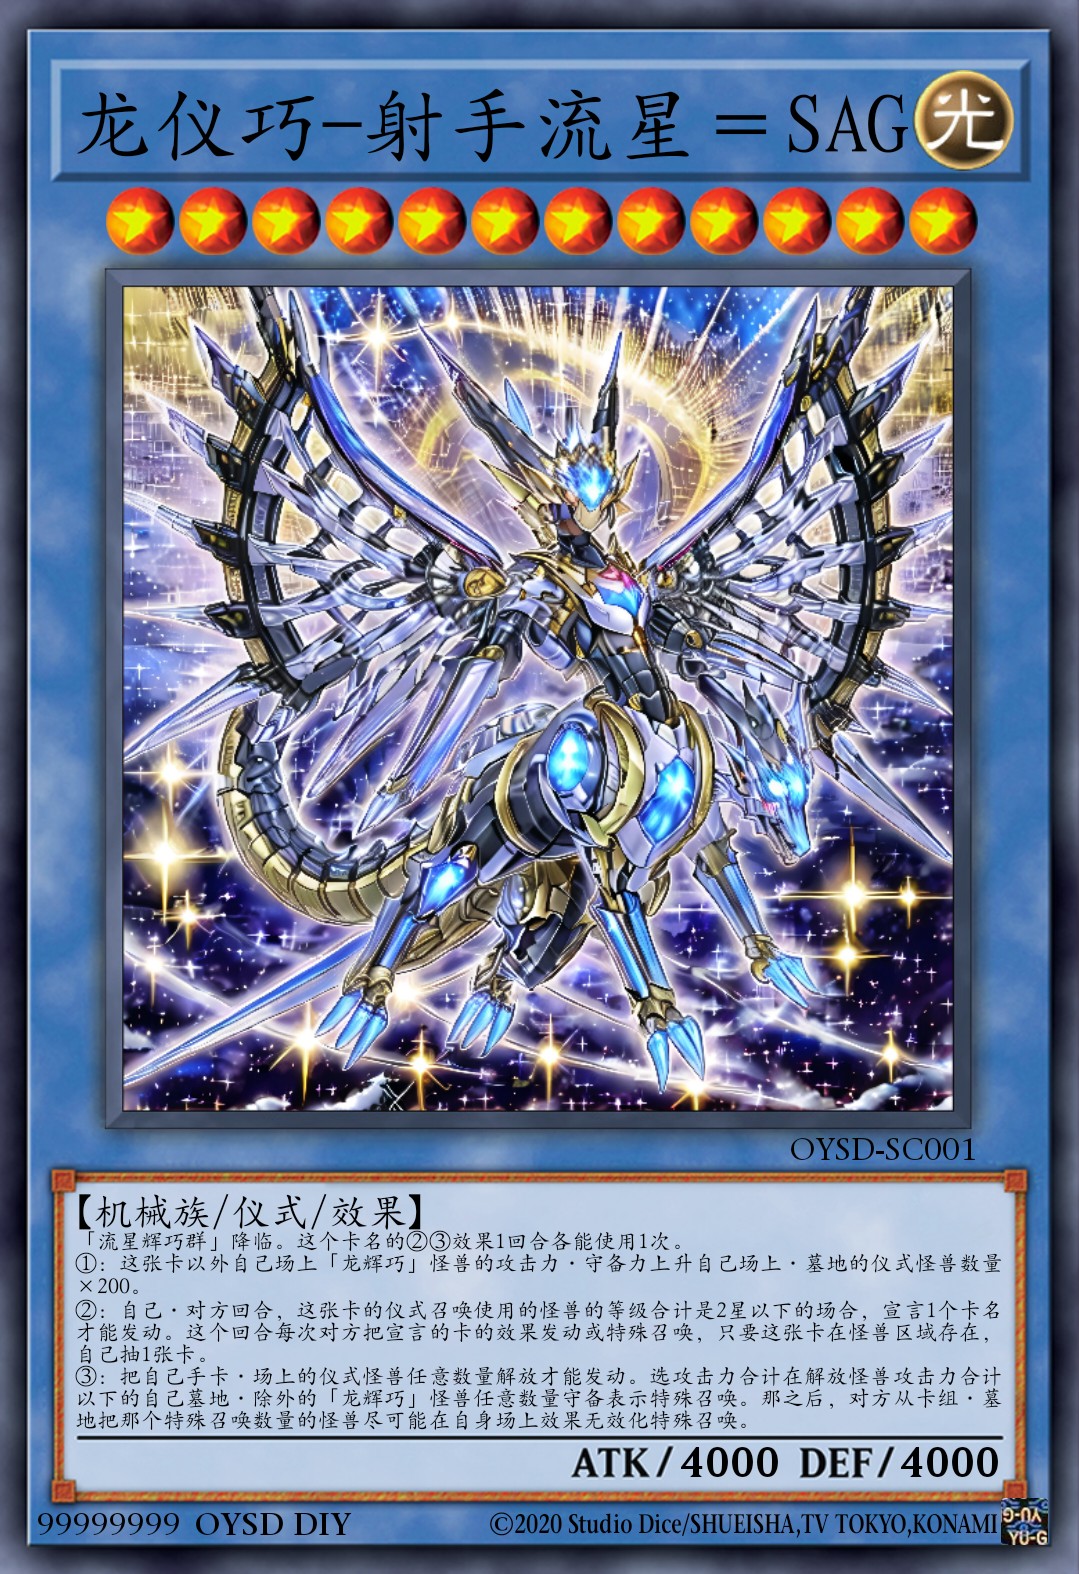 龙仪巧-射手流星＝SAG
光
OYSD-SC001
【机械族/仪式/效果】
「流星辉巧群」降临。这个卡名的②③效果1回合各能使用1次。
①：这张卡以外自己场上「龙辉巧」怪兽的攻击力·守备力上升自己场上·墓地的仪式怪兽数量
×200。
②：自己·对方回合，这张卡的仪式召唤使用的怪兽的等级合计是2星以下的场合，宣言1个卡名
才能发动。这个回合每次对方把宣言的卡的效果发动或特殊召唤，只要这张卡在怪兽区域存在，
自己抽1张卡。
③：把自己手卡·场上的仪式怪兽任意数量解放才能发动。选攻击力合计在解放怪兽攻击力合计
以下的自己墓地·除外的「龙辉巧」怪兽任意数量守备表示特殊召唤。那之后，对方从卡组·墓
地把那个特殊召唤数量的怪兽尽可能在自身场上效果无效化特殊召唤。
ATK/4000 DEF/4000
99999999 OYSD DIY
©2020 Studio Dice/SHUEISHA,TV TOKYO,KONAMI